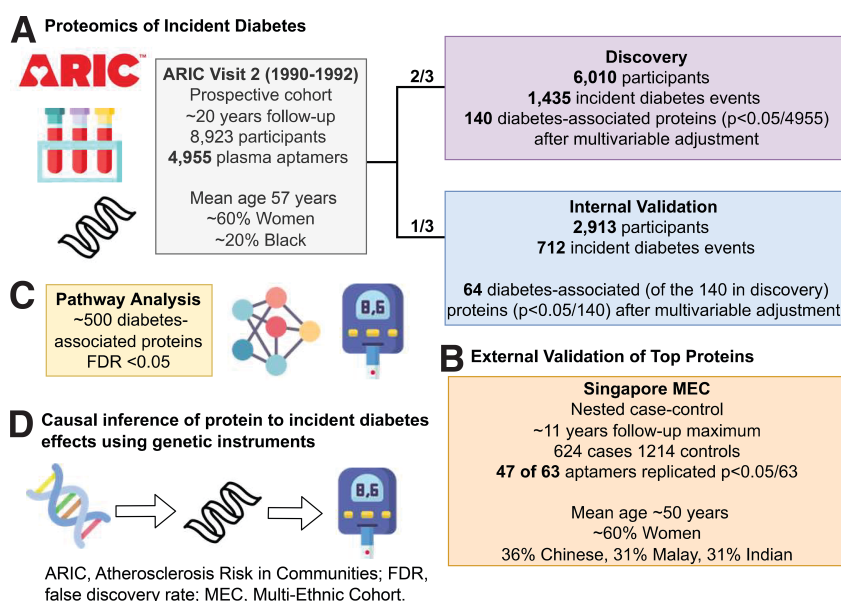 A Proteomics of Incident Diabetes
ARIC™
ARIC Visit 2 (1990-1992)
Prospective cohort
~20 years follow-up
8,923 participants
4,955 plasma aptamers
Mean age 57 years
~60% Women
~20% Black
2/3
Discovery
6,010 participants
1,435 incident diabetes events
140 diabetes-associated proteins (p<0.05/4955)
after multivariable adjustment
1/3
Internal Validation
2,913 participants
712 incident diabetes events
64 diabetes-associated (of the 140 in discovery)
proteins (p<0.05/140) after multivariable adjustment
C
Pathway Analysis
~500 diabetes-
associated proteins
FDR <0.05
8,6
B External Validation of Top Proteins
Singapore MEC
Nested case-control
~11 years follow-up maximum
624 cases 1214 controls
47 of 63 aptamers replicated p<0.05/63
Mean age ~50 years
~60% Women
36% Chinese, 31% Malay, 31% Indian
D Causal inference of protein to incident diabetes
effects using genetic instruments
8,6
ARIC, Atherosclerosis Risk in Communities; FDR,
false discovery rate; MEC, Multi-Ethnic Cohort.